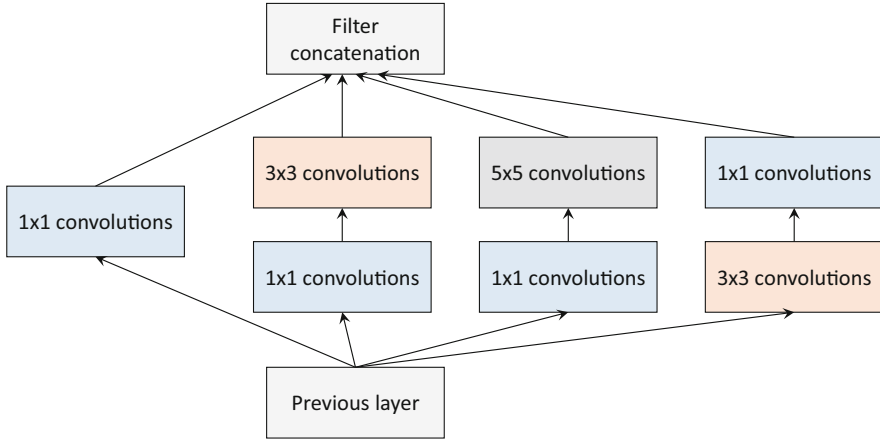 Filter
concatenation
3x3 convolutions
5x5 convolutions
1x1 convolutions
1x1 convolutions
1x1 convolutions
1x1 convolutions
3x3 convolutions
Previous layer